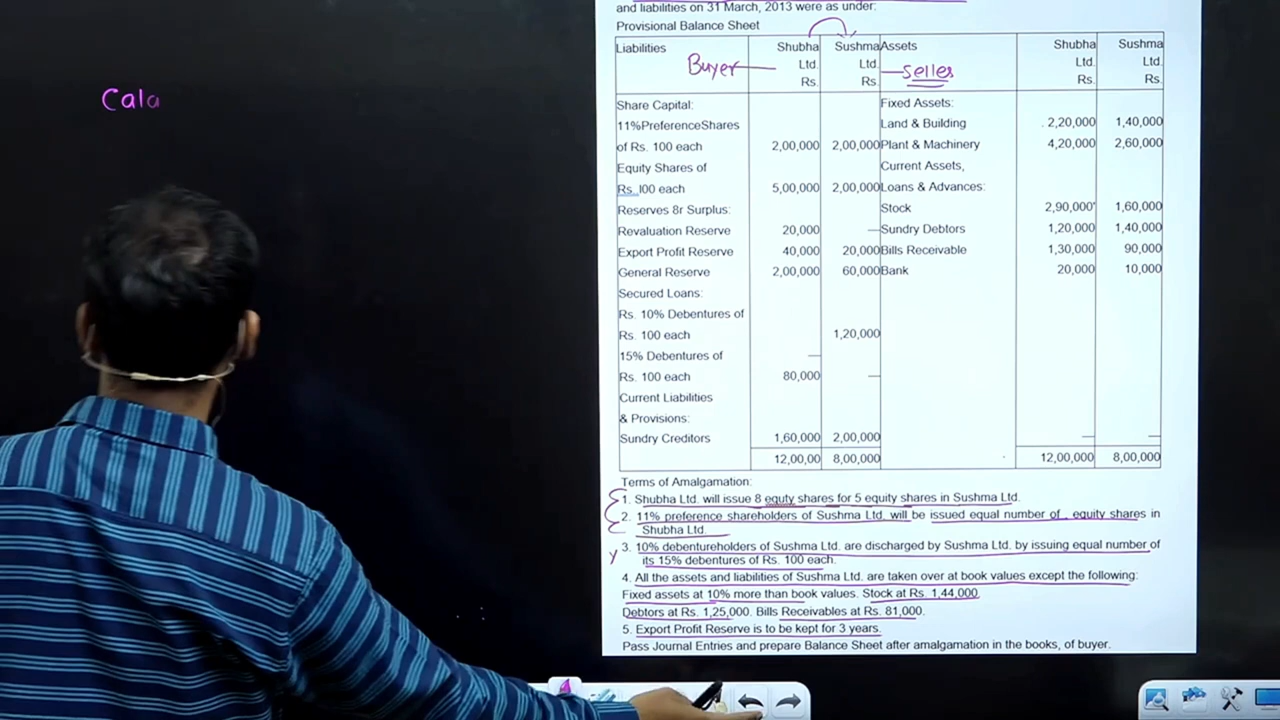 and liabilities on 31 March, 2013 were as under:
Provisional Balance Sheet
Liabilities Shubha Ltd. Rs. Sushma Ltd. Rs. Assets Shubha Ltd. Rs. Sushma Ltd. Rs.
Buyer
Seller
Cala
Share Capital: Fixed Assets:
11%PreferenceShares Land & Building 2,20,000 1,40,000
of Rs. 100 each 2,00,000 2,00,000 Plant & Machinery 4,20,000 2,60,000
Equity Shares of Current Assets,
Rs. 100 each 5,00,000 2,00,000 Loans & Advances:
Reserves 8r Surplus: Stock 2,90,000 1,60,000
Revaluation Reserve 20,000 — Sundry Debtors 1,20,000 1,40,000
Export Profit Reserve 40,000 20,000 Bills Receivable 1,30,000 90,000
General Reserve 2,00,000 60,000 Bank 20,000 10,000
Secured Loans:
Rs. 10% Debentures of
Rs. 100 each 1,20,000
15% Debentures of —
Rs. 100 each 80,000 —
Current Liabilities
& Provisions:
Sundry Creditors 1,60,000 2,00,000 — —
12,00,00 8,00,000 12,00,000 8,00,000
Terms of Amalgamation:
1. Shubha Ltd. will issue 8 equty shares for 5 equity shares in Sushma Ltd.
2. 11% preference shareholders of Sushma Ltd. will be issued equal number of . equity shares in
Shubha Ltd.
3. 10% debentureholders of Sushma Ltd. are discharged by Sushma Ltd. by issuing equal number of
its 15% debentures of Rs. 100 each.
4. All the assets and liabilities of Sushma Ltd. are taken over at book values except the following:
Fixed assets at 10% more than book values. Stock at Rs. 1,44,000.
Debtors at Rs. 1,25,000. Bills Receivables at Rs. 81,000.
5. Export Profit Reserve is to be kept for 3 years.
Pass Journal Entries and prepare Balance Sheet after amalgamation in the books, of buyer.